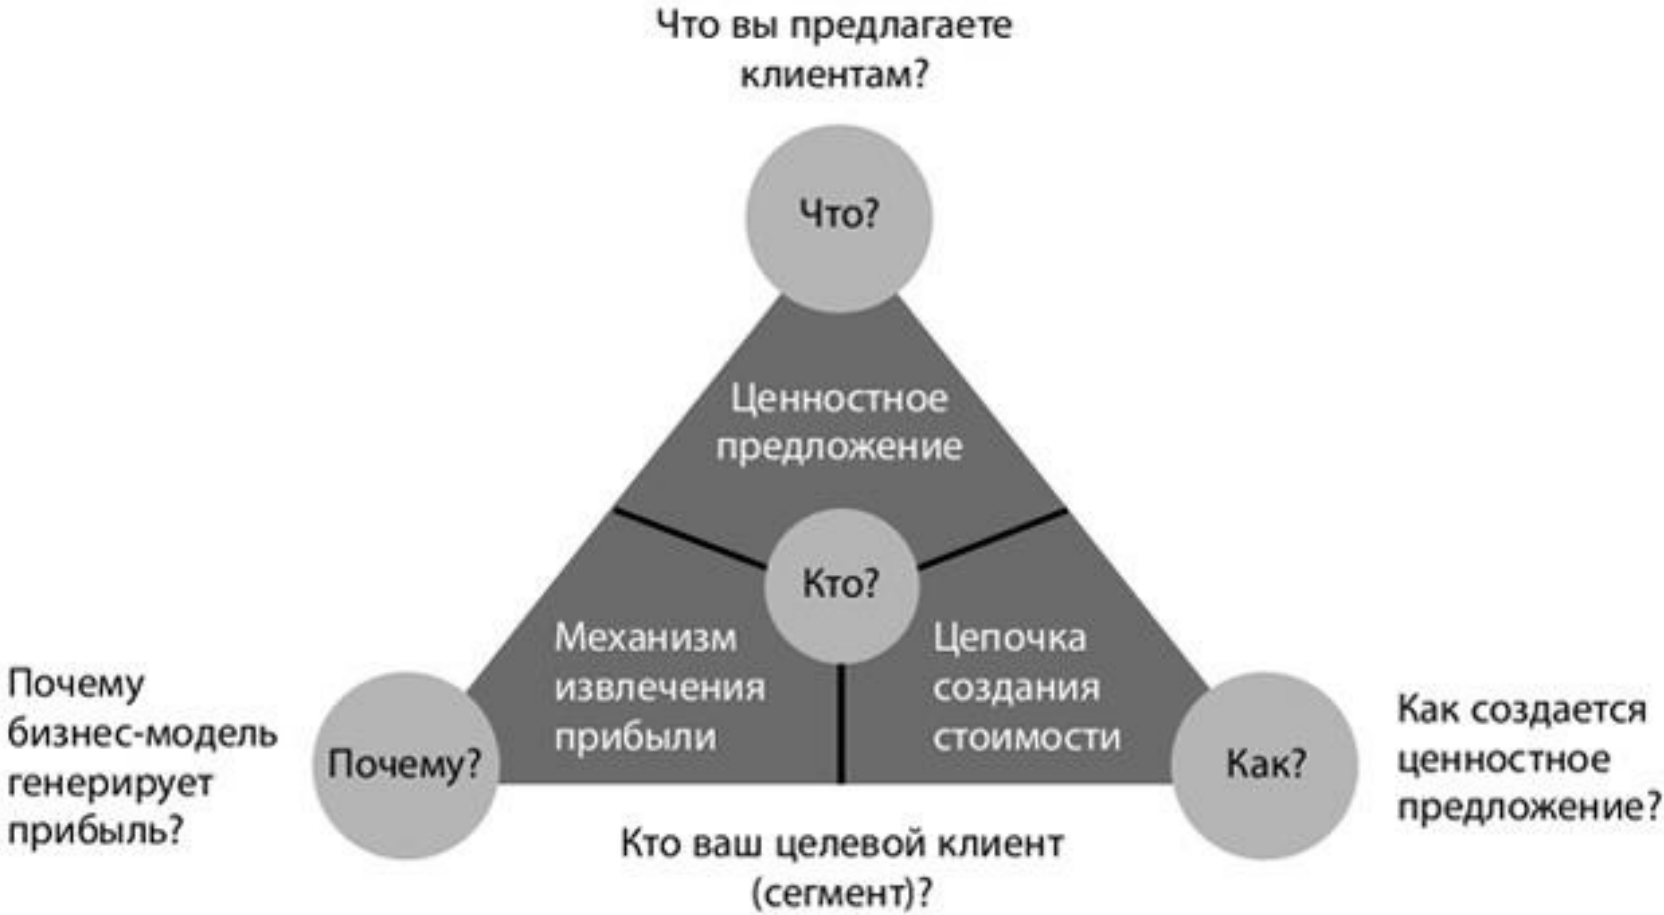 Что вы предлагаете
клиентам?
Что?
Ценностное
предложение
Кто?
Механизм
извлечения
прибыли
Цепочка
создания
стоимости
Почему
бизнес-модель
генерирует
прибыль?
Почему?
Как?
Как создается
ценностное
предложение?
Кто ваш целевой клиент
(сегмент)?